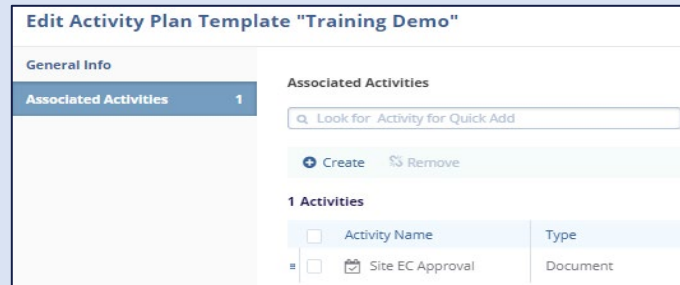 Edit Activity Plan Template "Training Demo"
General Info
Associated Activities 1
Associated Activities
Look for Activity for Quick Add
Create Remove
1 Activities
Activity Name Type
Site EC Approval Document